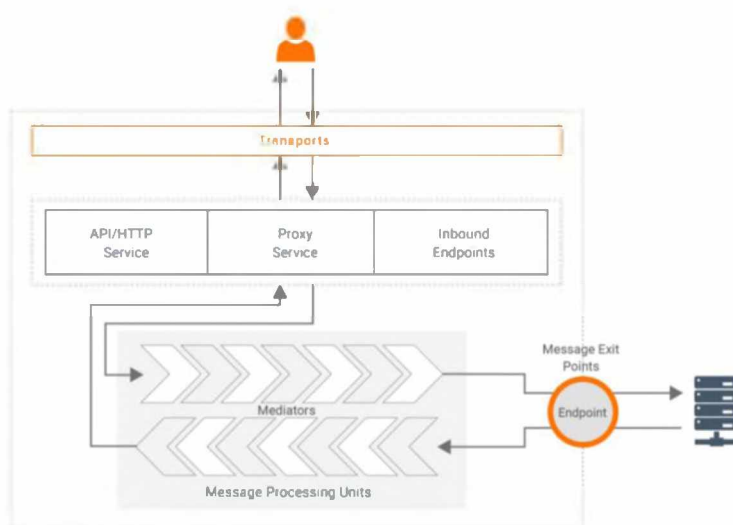 Transports
API/HTTP
Service
Proxy
Service
Inbound
Endpoints
Message Exit
Points
Endpoint
Mediators
Message Processing Units